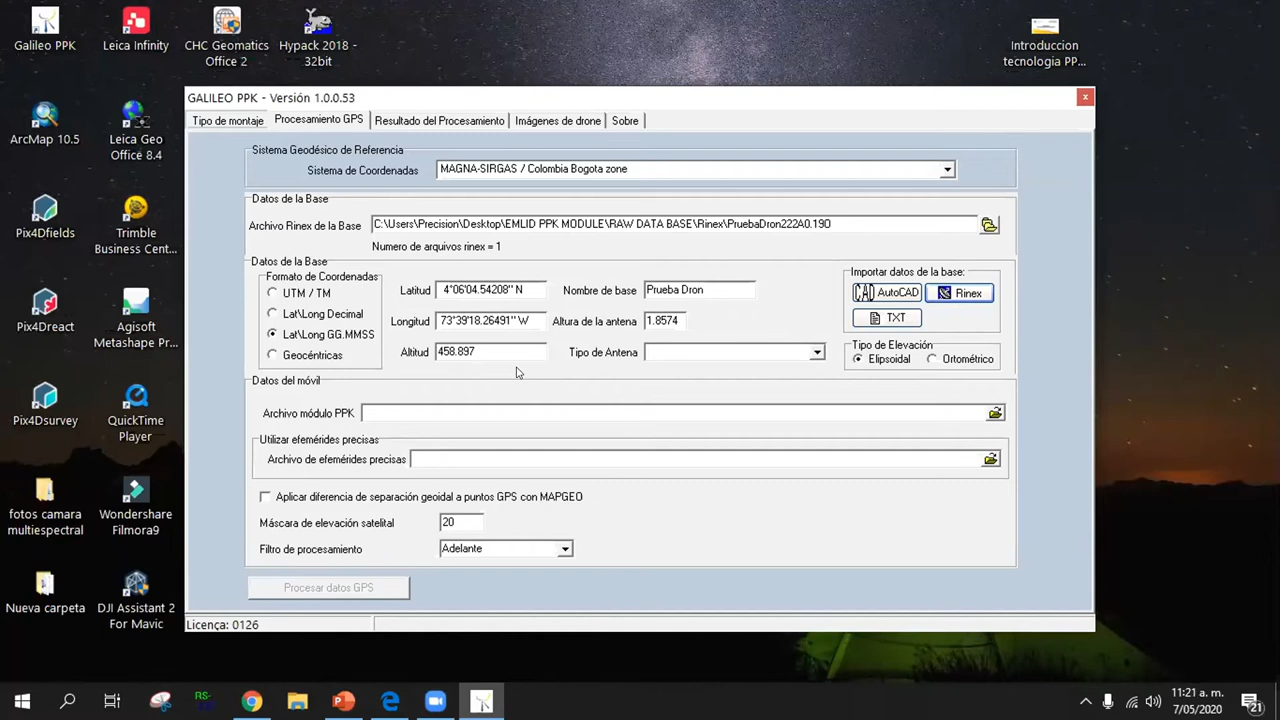 Galileo PPK
Leica Infinity
CHC Geomatics
Office 2
Hypack 2018 -
32bit
Introduccion
tecnologia PP...
ArcMap 10.5
Leica Geo
Office 8.4
Pix4Dfields
Trimble
Business Cent...
Pix4Dreact
Agisoft
Metashape Pr...
Pix4Dsurvey
QuickTime
Player
fotos camara
multiespectral
Wondershare
Filmora9
Nueva carpeta
DJI Assistant 2
For Mavic
GALILEO PPK - Versión 1.0.0.53
Tipo de montaje Procesamiento GPS Resultado del Procesamiento Imágenes de drone Sobre
Sistema Geodésico de Referencia
Sistema de Coordenadas MAGNA-SIRGAS / Colombia Bogota zone
Datos de la Base
Archivo Rinex de la Base C:\Users\Precision\Desktop\EMLID PPK MODULE\RAW DATA BASE\Rinex\PruebaDron222A0.19O
Numero de arquivos rinex = 1
Datos de la Base
Formato de Coordenadas
UTM / TM
Lat\Long Decimal
Lat\Long GG.MMSS
Geocéntricas
Latitud 4°06'04.54208'' N
Longitud 73°39'18.26491'' W
Altitud 458.897
Nombre de base Prueba Dron
Altura de la antena 1.8574
Tipo de Antena
Importar datos de la base:
CAD AutoCAD Rinex
TXT
Tipo de Elevación
Elipsoidal Ortométrico
Datos del móvil
Archivo módulo PPK
Utilizar efemérides precisas
Archivo de efemérides precisas
Aplicar diferencia de separación geoidal a puntos GPS con MAPGEO
Máscara de elevación satelital 20
Filtro de procesamiento Adelante
Procesar datos GPS
Licença: 0126
RS-
11:21 a. m.
7/05/2020
21